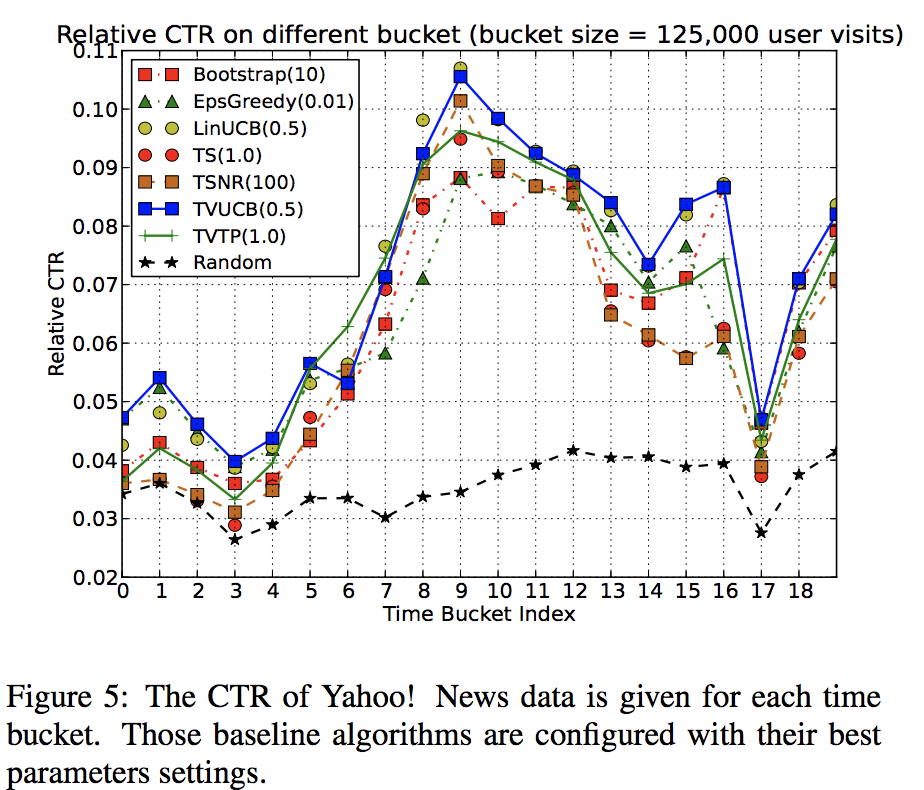 Relative CTR on different bucket (bucket size = 125,000 user visits)
0.11
0.10
0.09
0.08
0.07
0.06
0.05
0.04
0.03
0.02
Relative CTR
Bootstrap(10)
EpsGreedy(0.01)
LinUCB(0.5)
TS(1.0)
TSNR(100)
TVUCB(0.5)
TVTP(1.0)
Random
0 1 2 3 4 5 6 7 8 9 10 11 12 13 14 15 16 17 18
Time Bucket Index
Figure 5: The CTR of Yahoo! News data is given for each time
bucket. Those baseline algorithms are configured with their best
parameters settings.